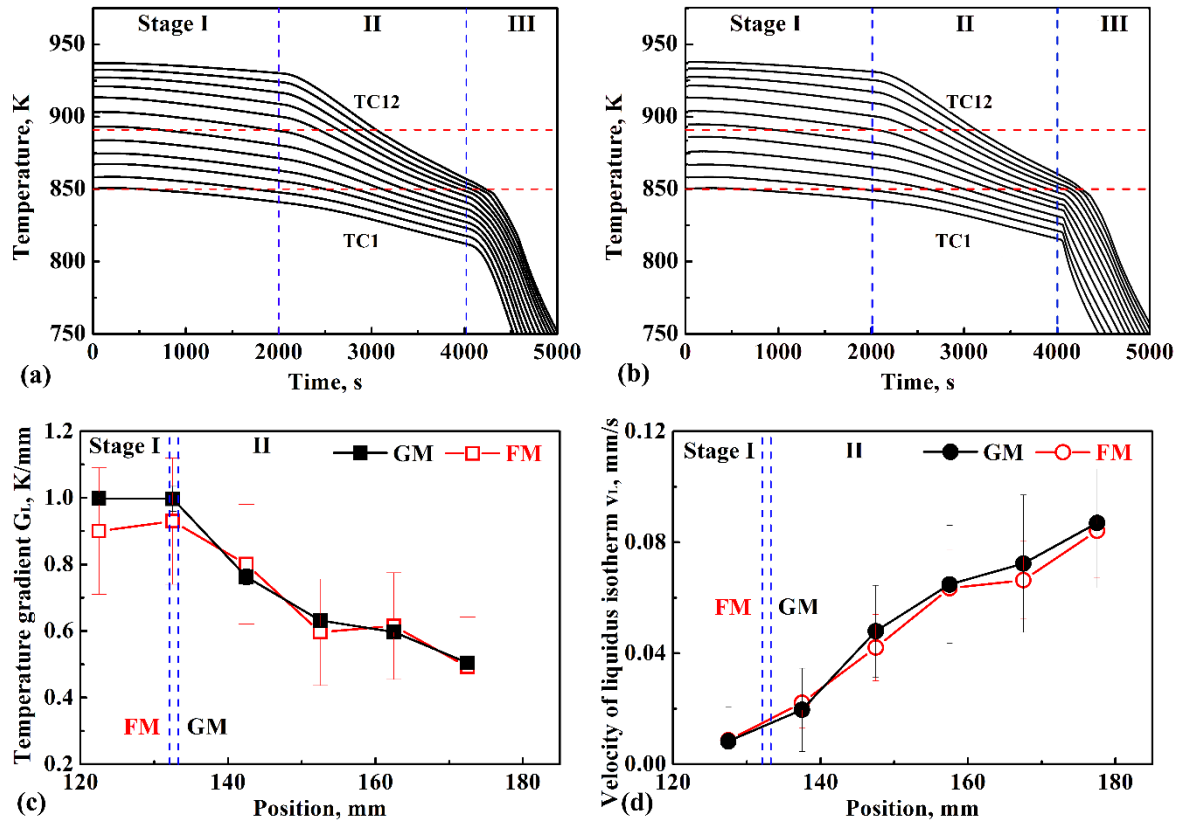 Stage I II III
950
900
850
800
750
TC12
TC1
0 1000 2000 3000 4000 5000
Temperature, K
Time, s
(a)
Stage I II III
950
900
850
800
750
TC12
TC1
0 1000 2000 3000 4000 5000
Temperature, K
Time, s
(b)
1.2
1.0
0.8
0.6
0.4
0.2
Stage I II
GM FM
FM GM
120 140 160 180
Temperature gradient GL, K/mm
Position, mm
(c)
0.12
0.08
0.04
0.00
Stage I II
GM FM
FM GM
120 140 160 180
Velocity of liquidus isotherm vL, mm/s
Position, mm
(d)